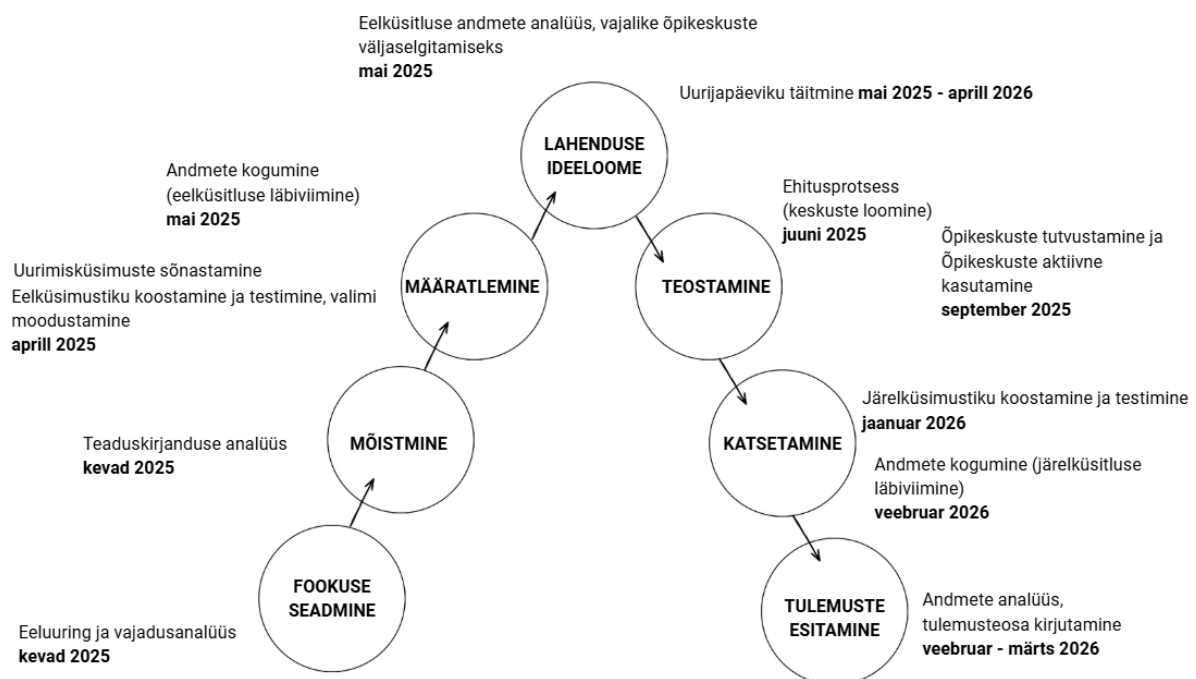 Eelküsitluse andmete analüüs, vajalike õpikeskuste
väljaselgitamiseks
mai 2025
Uurijapäeviku täitmine mai 2025 - aprill 2026
LAHENDUSE
IDEELOOME
Andmete kogumine
(eelküsitluse läbiviimine)
mai 2025
Ehitusprotsess
(keskuste loomine)
juuni 2025
Õpikeskuste tutvustamine ja
Õpikeskuste aktiivne
kasutamine
september 2025
Uurimisküsimuste sõnastamine
Eelküsimustiku koostamine ja testimine, valimi
moodustamine
aprill 2025
MÄÄRATLEMINE
TEOSTAMINE
Järelküsimustiku koostamine ja testimine
jaanuar 2026
Teaduskirjanduse analüüs
kevad 2025
MÕISTMINE
KATSETAMINE
Andmete kogumine (järelküsitluse
läbiviimine)
veebruar 2026
FOOKUSE
SEADMINE
TULEMUSTE
ESITAMINE
Andmete analüüs,
tulemusteosa kirjutamine
veebruar - märts 2026
Eeluuring ja vajadusanalüüs
kevad 2025